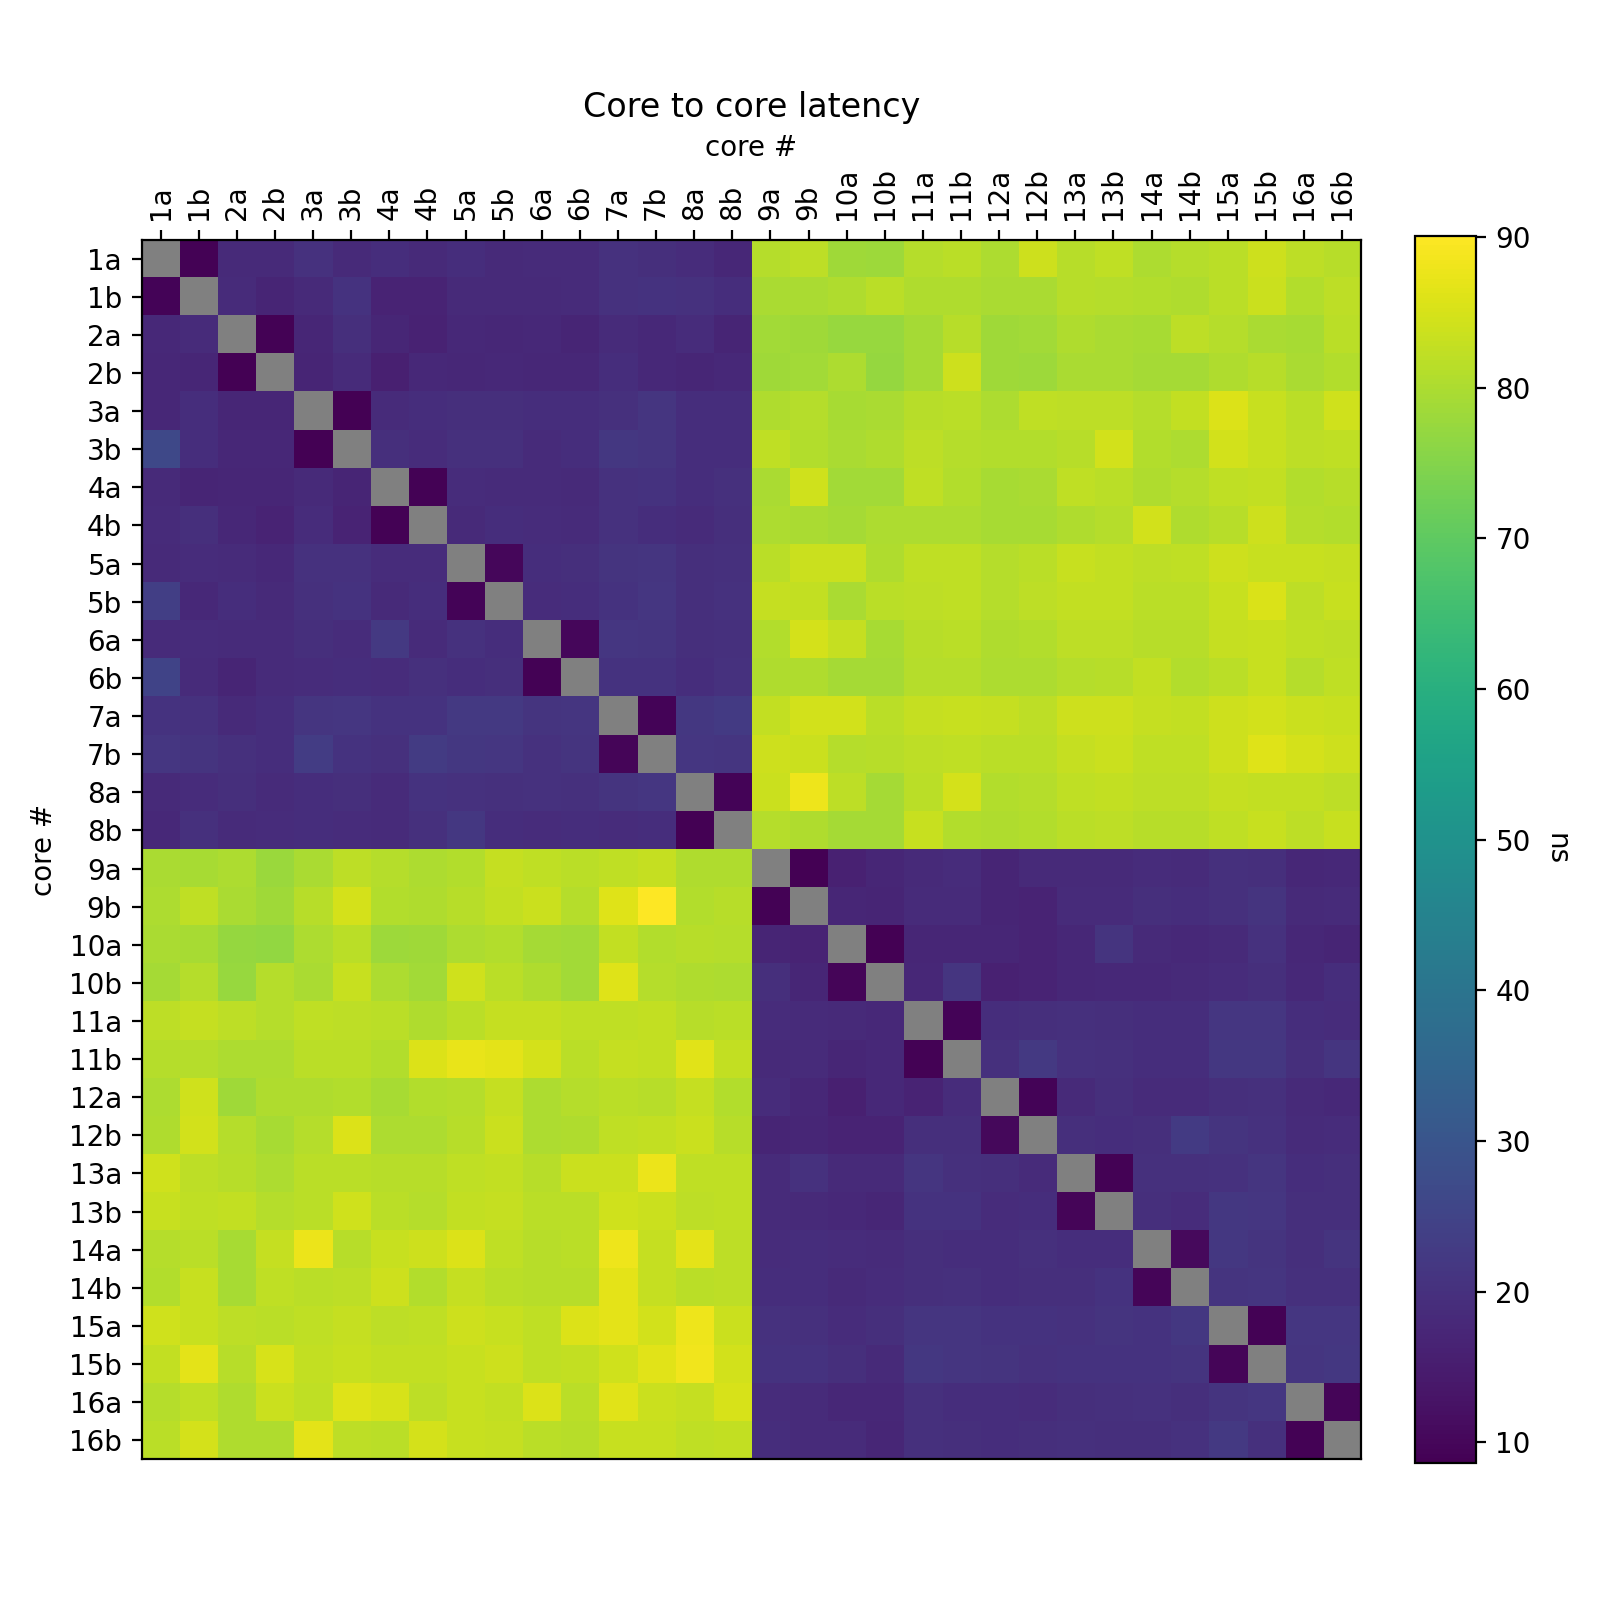 Core to core latency
core #
1a 1b 2a 2b 3a 3b 4a 4b 5a 5b 6a 6b 7a 7b 8a 8b 9a 9b 10a 10b 11a 11b 12a 12b 13a 13b 14a 14b 15a 15b 16a 16b
1a
1b
2a
2b
3a
3b
4a
4b
5a
5b
6a
6b
7a
7b
8a
8b
9a
9b
10a
10b
11a
11b
12a
12b
13a
13b
14a
14b
15a
15b
16a
16b
core #
90
80
70
60
50
40
30
20
10
ns